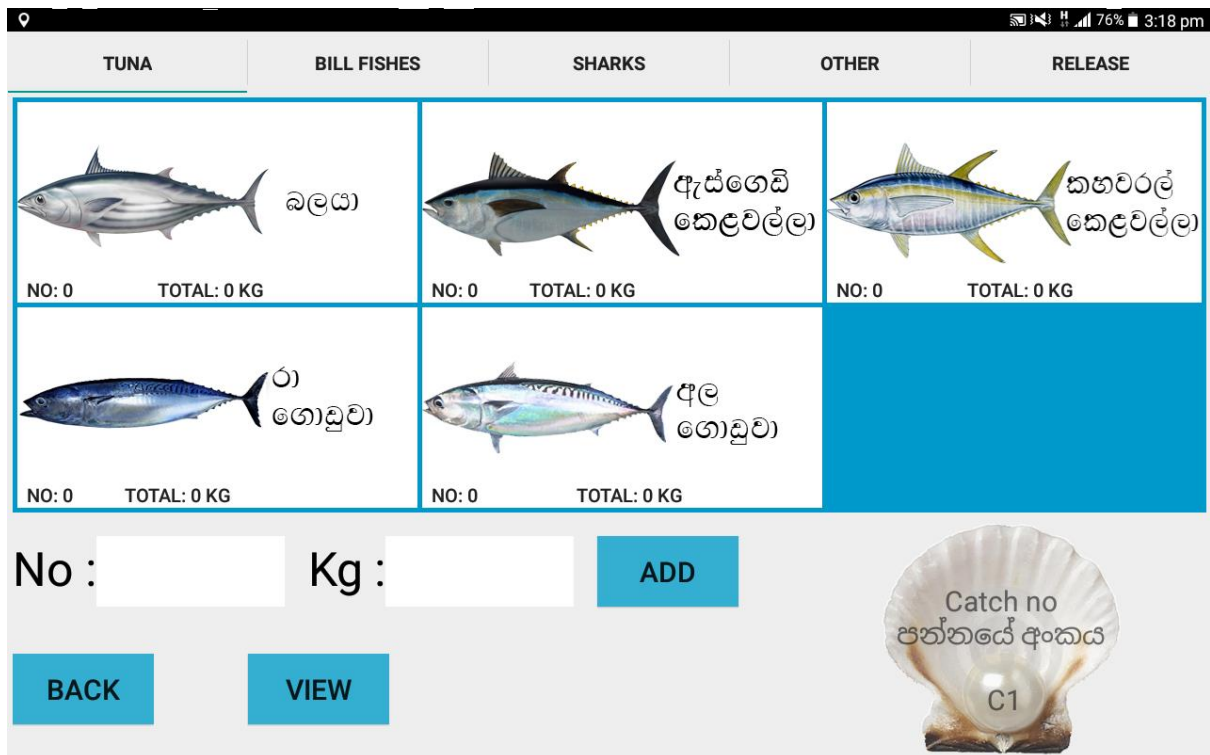 76% 3:18 pm
TUNA BILL FISHES SHARKS OTHER RELEASE
බලයා
NO: 0 TOTAL: 0 KG
ඇස්ගෙඩි
කෙළවල්ලා
NO: 0 TOTAL: 0 KG
කහවරල්
කෙළවල්ලා
NO: 0 TOTAL: 0 KG
රා
ගොඩුවා
NO: 0 TOTAL: 0 KG
අල
ගොඩුවා
NO: 0 TOTAL: 0 KG
No : Kg : ADD
Catch no
පන්නයේ අංකය
C1
BACK VIEW